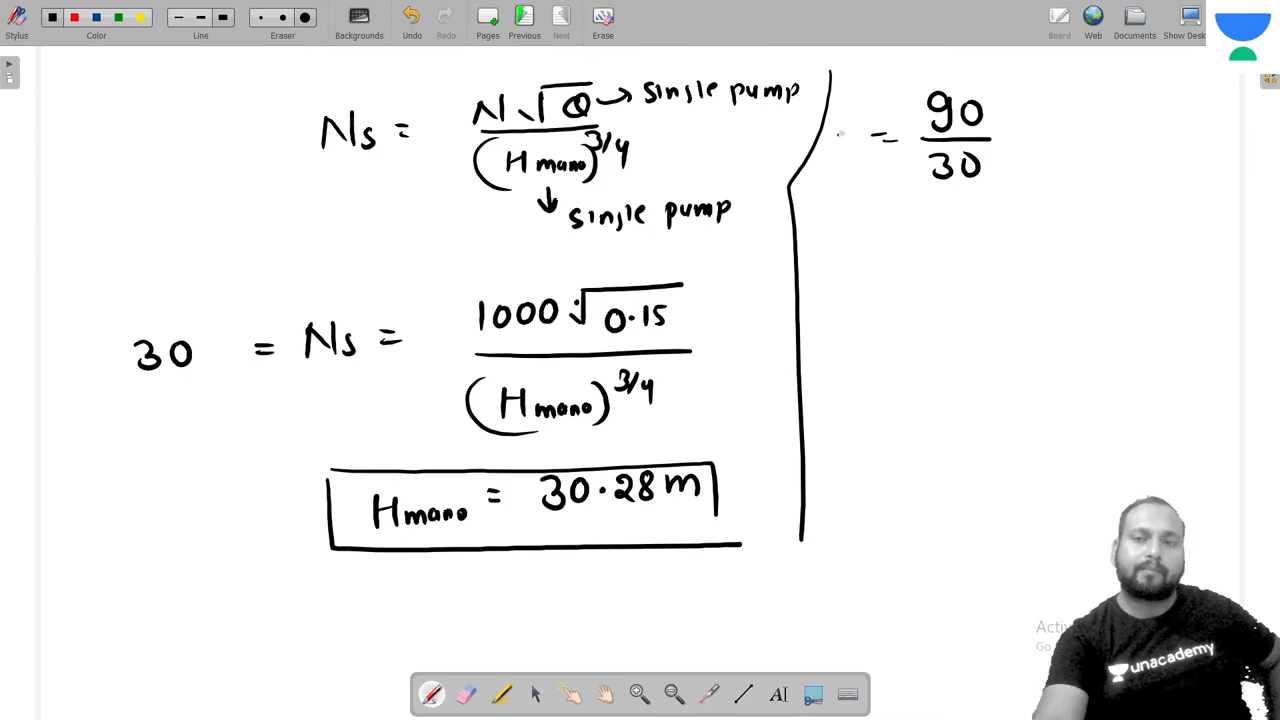 Stylus Color Line Eraser Backgrounds Undo Redo Pages Previous Next Erase Board Web Documents Show Desk
Ns = N√Q → single pump
(Hmano)^3/4
↓ single pump
30 = Ns = 1000 √0.15
(Hmano)^3/4
Hmano = 30.28 m
= 90
30
Activ
Go
unacademy